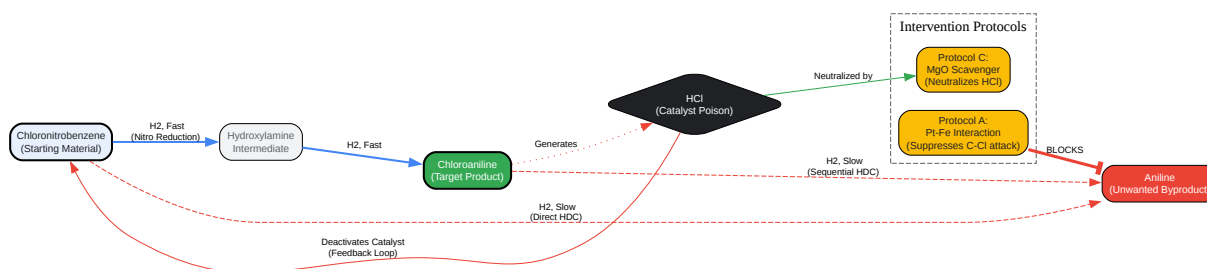 Intervention Protocols
Protocol C:
MgO Scavenger
(Neutralizes HCl)
Neutralized by
HCl
(Catalyst Poison)
Protocol A:
Pt-Fe Interaction
(Suppresses C-Cl attack)
BLOCKS
Chloronitrobenzene
(Starting Material)
H2, Fast
(Nitro Reduction)
Hydroxylamine
Intermediate
H2, Fast
Generates
Chloroaniline
(Target Product)
H2, Slow
(Sequential HDC)
Aniline
(Unwanted Byproduct
H2, Slow
(Direct HDC)
Deactivates Catalyst
(Feedback Loop)